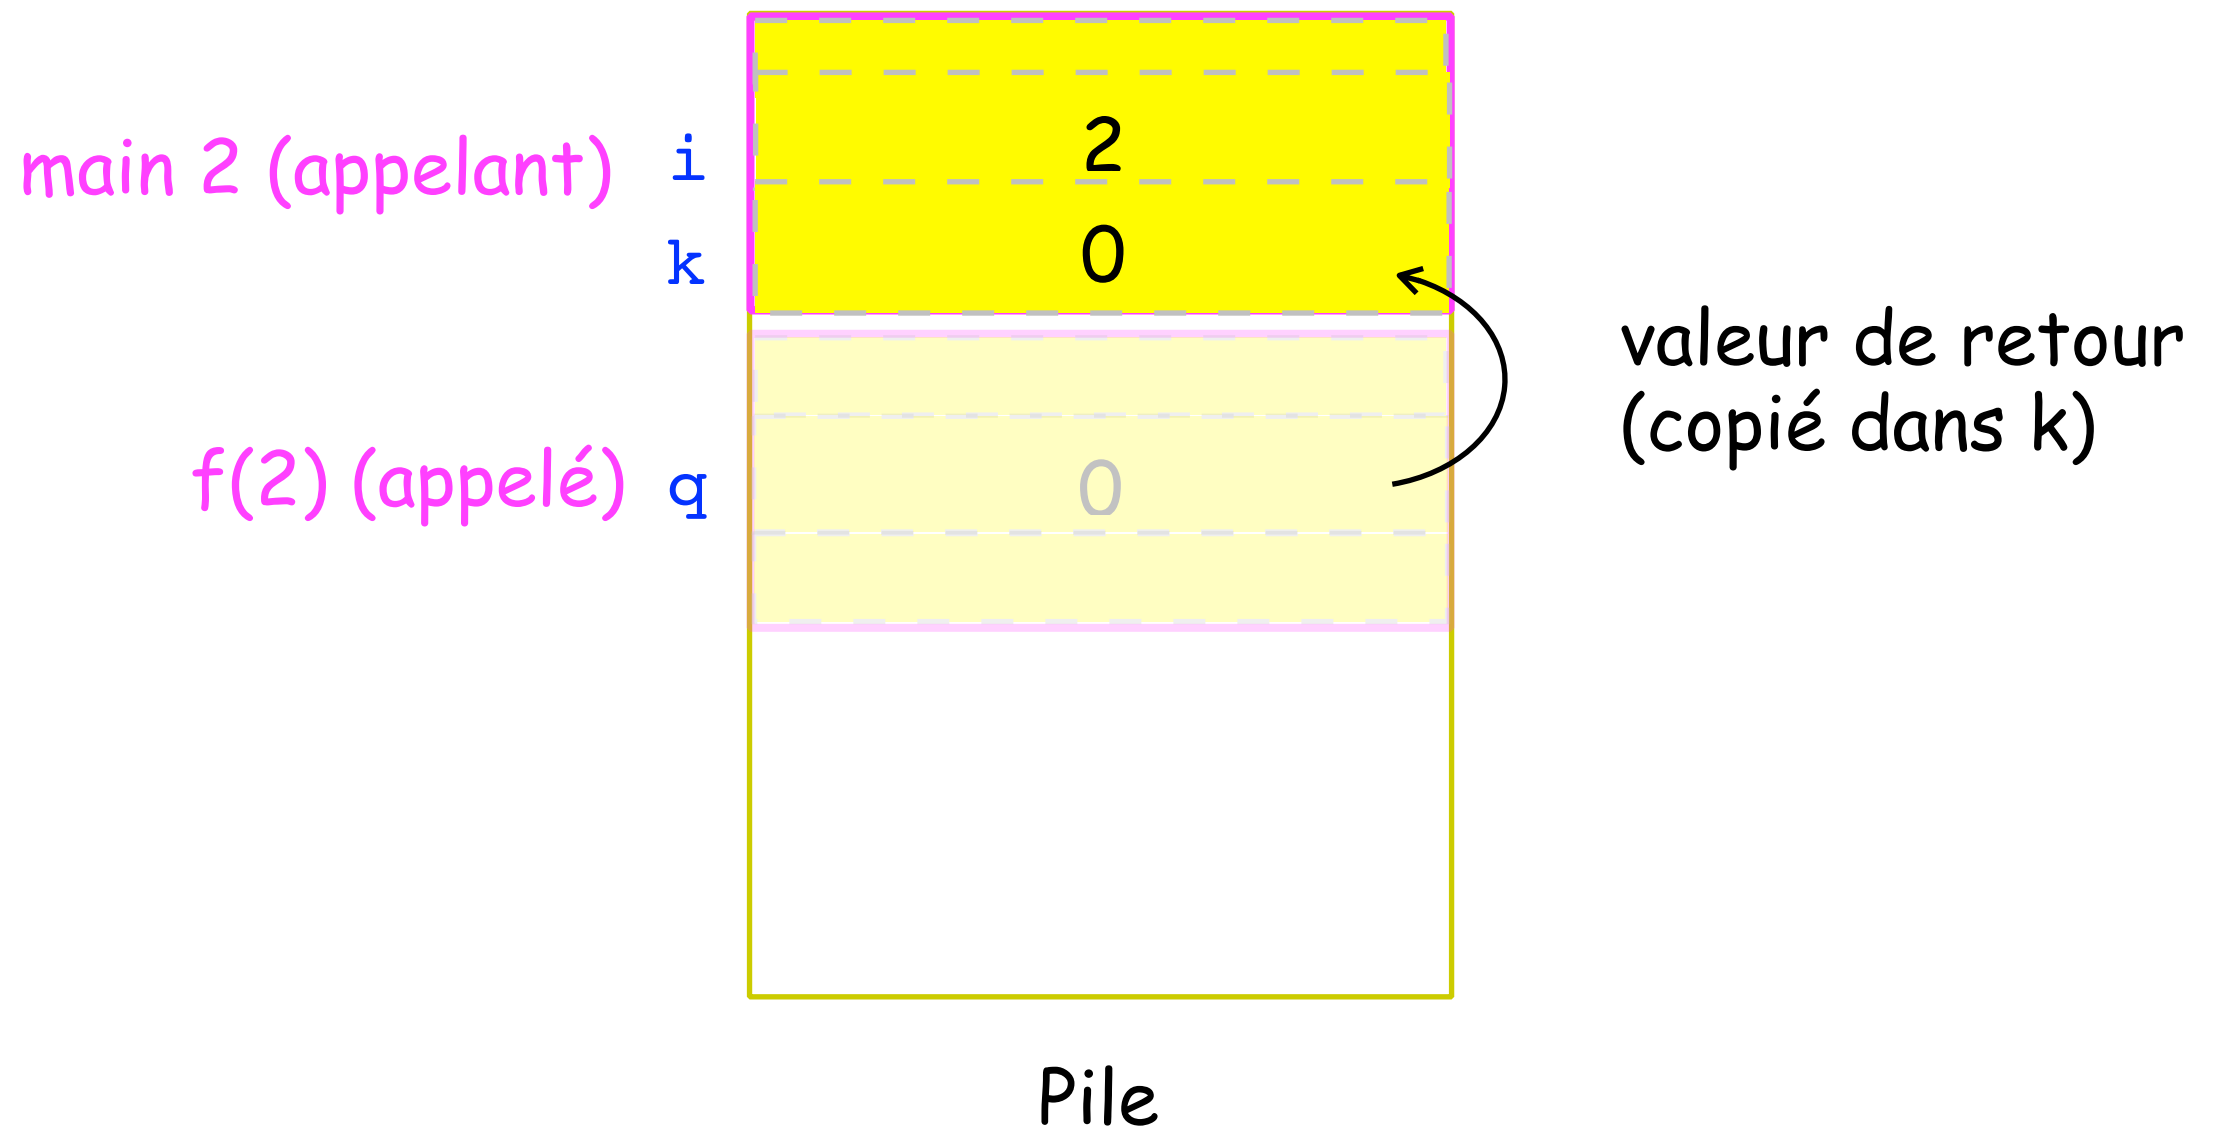 main 2 (appelant)
i
2
k
0
valeur de retour
(copié dans k)
f(2) (appelé)
q
0
Pile